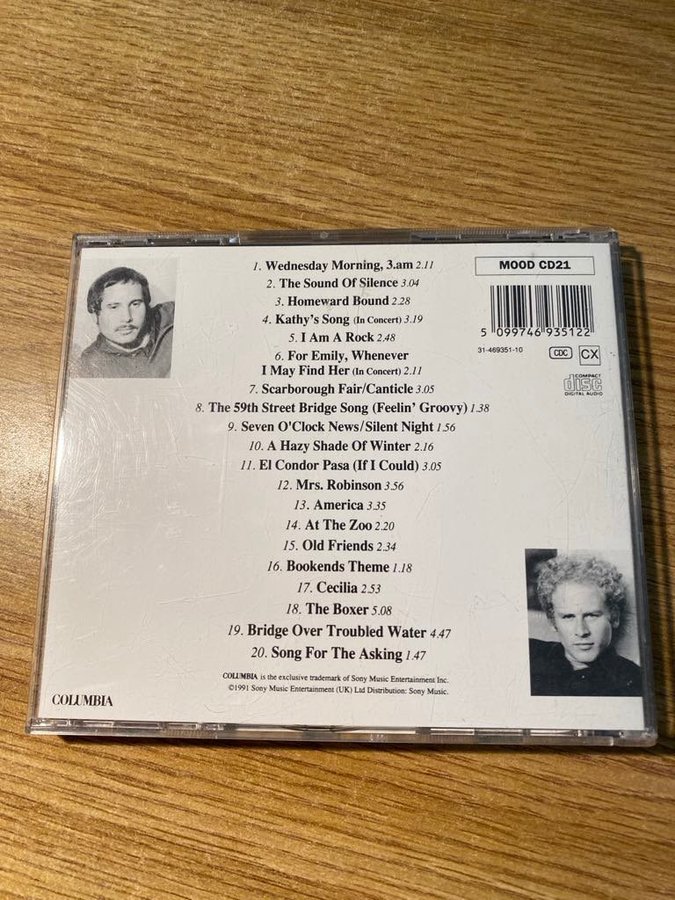 1. Wednesday Morning, 3.am 2.11
2. The Sound Of Silence 3.04
3. Homeward Bound 2.28
4. Kathy's Song (In Concert) 3.19
5. I Am A Rock 2.48
6. For Emily, Whenever
I May Find Her (In Concert) 2.11
7. Scarborough Fair/Canticle 3.05
8. The 59th Street Bridge Song (Feelin' Groovy) 1.38
9. Seven O'Clock News/Silent Night 1.56
10. A Hazy Shade Of Winter 2.16
11. El Condor Pasa (If I Could) 3.05
12. Mrs. Robinson 3.56
13. America 3.35
14. At The Zoo 2.20
15. Old Friends 2.34
16. Bookends Theme 1.18
17. Cecilia 2.53
18. The Boxer 5.08
19. Bridge Over Troubled Water 4.47
20. Song For The Asking 1.47
COLUMBIA is the exclusive trademark of Sony Music Entertainment Inc.
©1991 Sony Music Entertainment (UK) Ltd Distribution: Sony Music.
COLUMBIA
MOOD CD21
5 099746 935122
31-469351-10
CDC
CX
COMPACT
disc
DIGITAL AUDIO